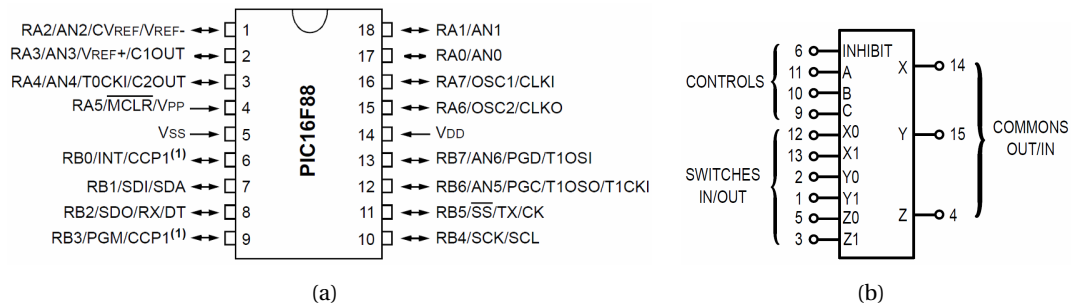 RA2/AN2/CVREF/VREF- 1
RA3/AN3/VREF+/C1OUT 2
RA4/AN4/T0CKI/C2OUT 3
RA5/MCLR/VPP 4
VSS 5
RB0/INT/CCP1(1) 6
RB1/SDI/SDA 7
RB2/SDO/RX/DT 8
RB3/PGM/CCP1(1) 9
PIC16F88
18 RA1/AN1
17 RA0/AN0
16 RA7/OSC1/CLKI
15 RA6/OSC2/CLKO
14 VDD
13 RB7/AN6/PGD/T1OSI
12 RB6/AN5/PGC/T1OSO/T1CKI
11 RB5/SS/TX/CK
10 RB4/SCK/SCL
(a)
CONTROLS
6 INHIBIT
11 A
10 B
9 C
SWITCHES
IN/OUT
12 X0
13 X1
2 Y0
1 Y1
5 Z0
3 Z1
X 14
Y 15
Z 4
COMMONS
OUT/IN
(b)